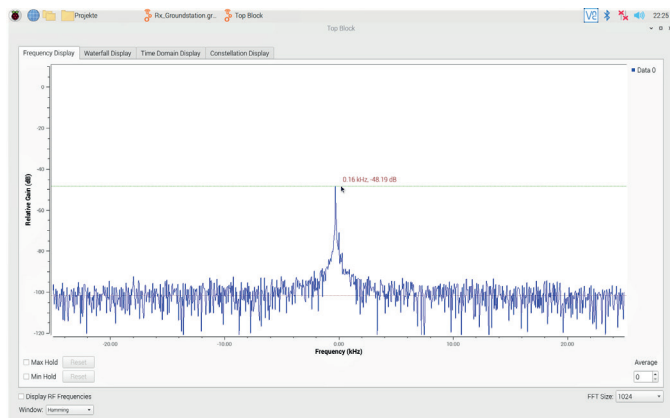 Projekte
Rx_Groundstation.gr...
Top Block
V2
22:25
Top Block
Frequency Display
Waterfall Display
Time Domain Display
Constellation Display
Data 0
0.16 kHz, -48.19 dB
Relative Gain (dB)
0
-20
-40
-60
-80
-100
-120
-20.00
-10.00
0.00
10.00
20.00
Frequency (kHz)
Max Hold
Reset
Min Hold
Reset
Average
0
Display RF Frequencies
FFT Size: 1024
Window: Hamming